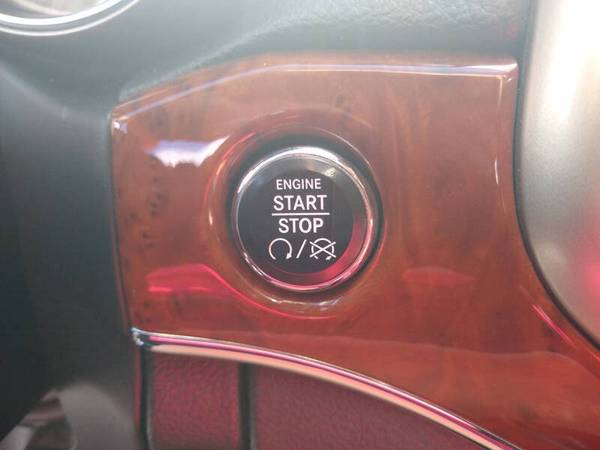 ENGINE
START
STOP
/